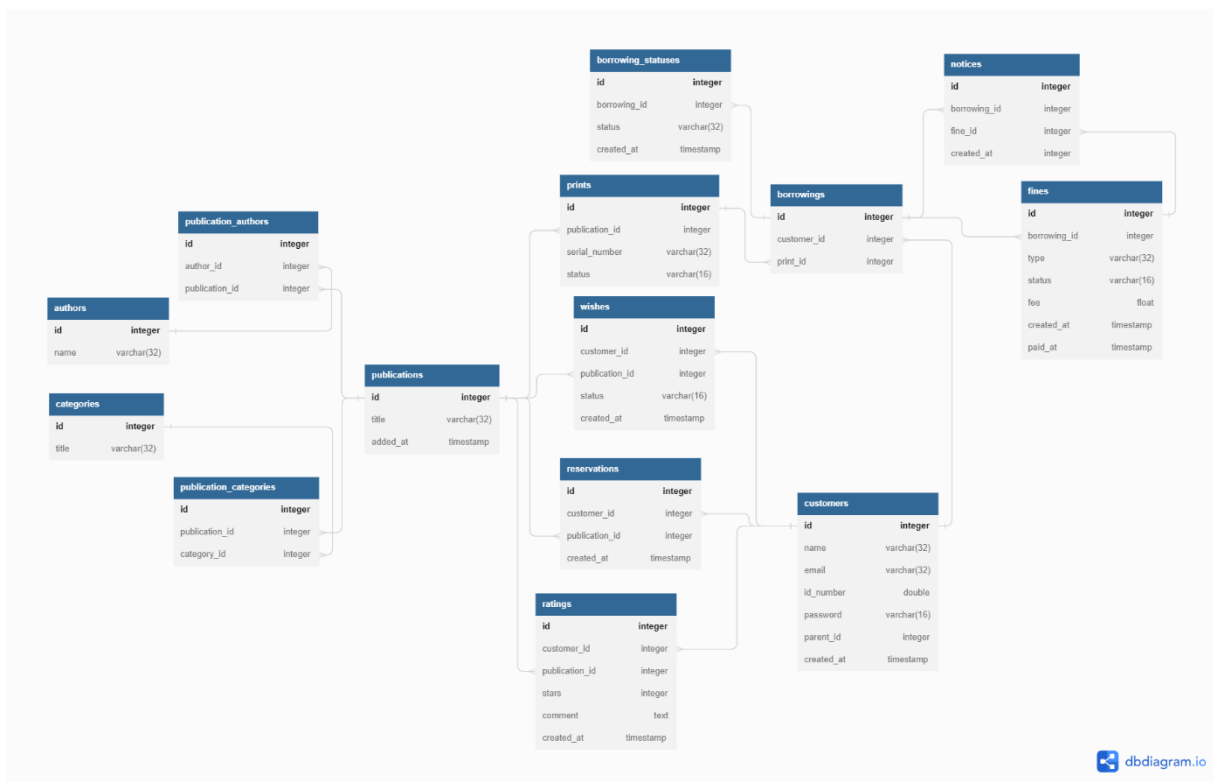 borrowing_statuses
id integer
borrowing_id integer
status varchar(32)
created_at timestamp
notices
id integer
borrowing_id integer
fine_id integer
created_at integer
prints
id integer
publication_id integer
serial_number varchar(32)
status varchar(16)
borrowings
id integer
customer_id integer
print_id integer
fines
id integer
borrowing_id integer
type varchar(32)
status varchar(16)
fee float
created_at timestamp
paid_at timestamp
publication_authors
id integer
author_id integer
publication_id integer
authors
id integer
name varchar(32)
wishes
id integer
customer_id integer
publication_id integer
status varchar(16)
created_at timestamp
publications
id integer
title varchar(32)
added_at timestamp
categories
id integer
title varchar(32)
publication_categories
id integer
publication_id integer
category_id integer
reservations
id integer
customer_id integer
publication_id integer
created_at timestamp
customers
id integer
name varchar(32)
email varchar(32)
id_number double
password varchar(16)
parent_id integer
created_at timestamp
ratings
id integer
customer_id integer
publication_id integer
stars integer
comment text
created_at timestamp
dbdiagram.io